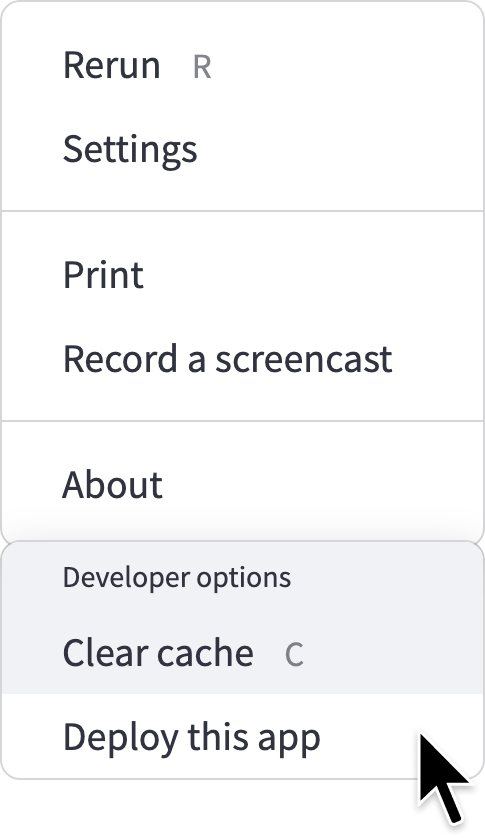 Rerun R
Settings
Print
Record a screencast
About
Developer options
Clear cache C
Deploy this app